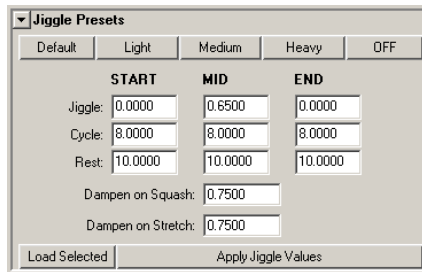 Jiggle Presets
Default Light Medium Heavy OFF
START MID END
Jiggle: 0.0000 0.6500 0.0000
Cycle: 8.0000 8.0000 8.0000
Rest: 10.0000 10.0000 10.0000
Dampen on Squash: 0.7500
Dampen on Stretch: 0.7500
Load Selected Apply Jiggle Values